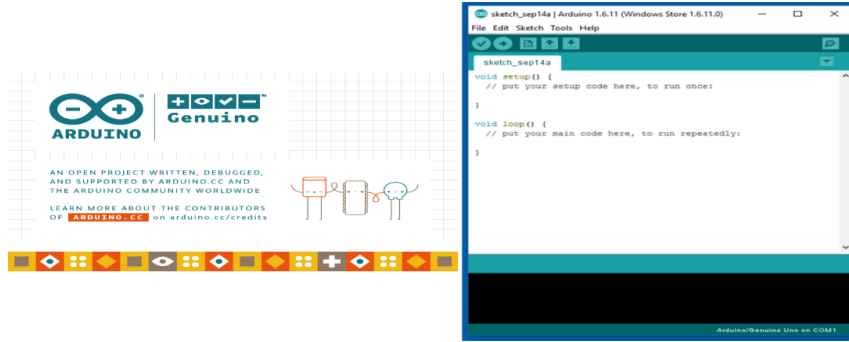 ARDUINO
Genuino
AN OPEN PROJECT WRITTEN, DEBUGGED,
AND SUPPORTED BY ARDUINO.CC AND
THE ARDUINO COMMUNITY WORLDWIDE
LEARN MORE ABOUT THE CONTRIBUTORS
OF ARDUINO.CC on arduino.cc/credits
sketch_sep14a | Arduino 1.6.11 (Windows Store 1.6.11.0)
File Edit Sketch Tools Help
sketch_sep14a
void setup() {
// put your setup code here, to run once:
}
void loop() {
// put your main code here, to run repeatedly:
}
Arduino/Genuino Uno on COM1